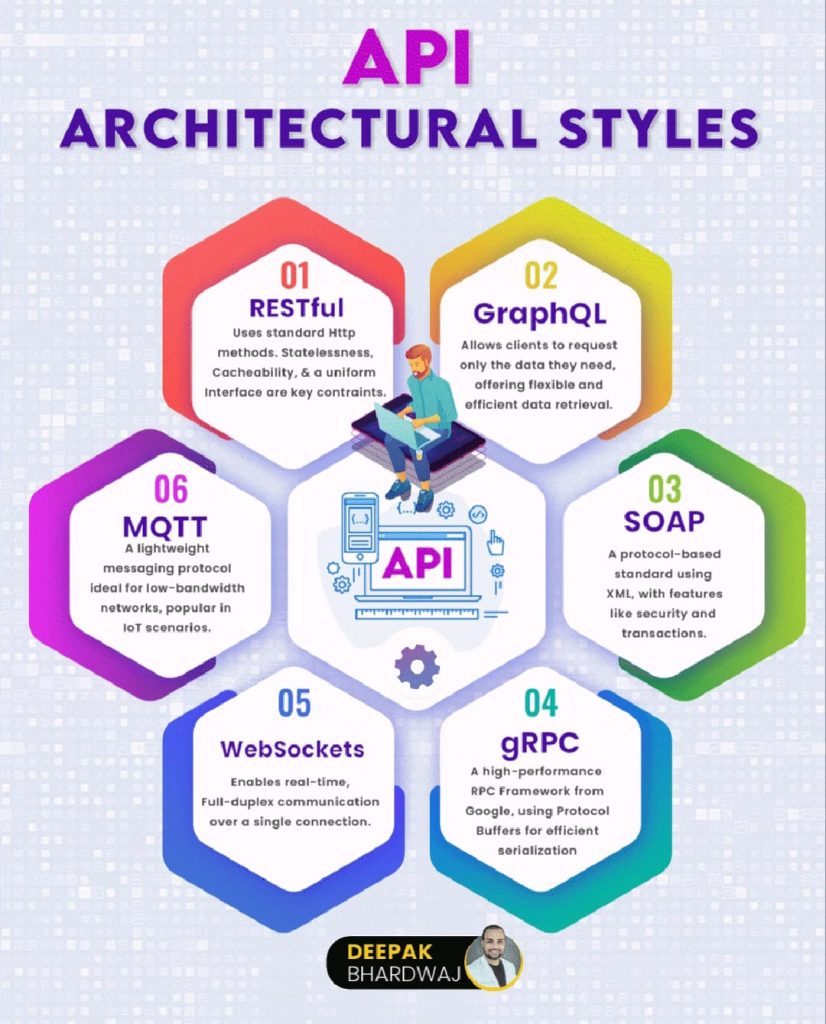 API
ARCHITECTURAL STYLES
01
RESTful
Uses standard Http
methods. Statelessness,
Cacheability, & a uniform
Interface are key contraints.
02
GraphQL
Allows clients to request
only the data they need,
offering flexible and
efficient data retrieval.
03
SOAP
A protocol-based
standard using
XML, with features
like security and
transactions.
04
gRPC
A high-performance
RPC Framework from
Google, using Protocol
Buffers for efficient
serialization
05
WebSockets
Enables real-time,
Full-duplex communication
over a single connection.
06
MQTT
A lightweight
messaging protocol
ideal for low-bandwidth
networks, popular in
IoT scenarios.
{...}
{...}
</>
API
DEEPAK
BHARDWAJ